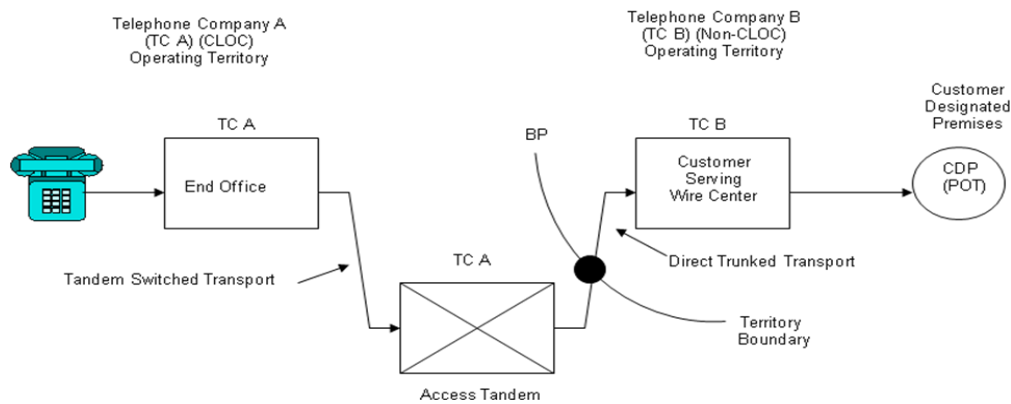 Telephone Company A
(TC A) (CLOC)
Operating Territory
Telephone Company B
(TC B) (Non-CLOC)
Operating Territory
Customer
Designated
Premises
TC A
BP
TC B
End Office
Customer
Serving
Wire Center
CDP
(POT)
Tandem Switched Transport
TC A
Direct Trunked Transport
Territory
Boundary
Access Tandem